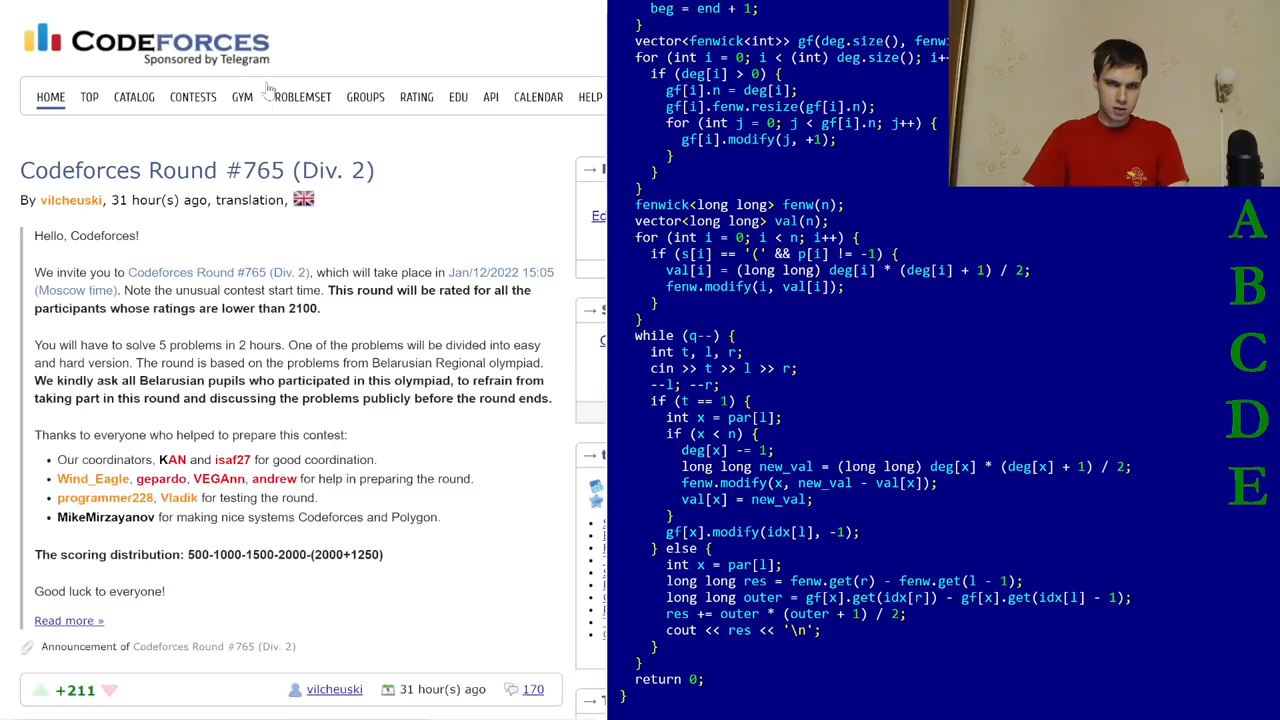 CODEFORCES
Sponsored by Telegram
HOME TOP CATALOG CONTESTS GYM ROBLEMSET GROUPS RATING EDU API CALENDAR HELP
Codeforces Round #765 (Div. 2)
By vilcheuski, 31 hour(s) ago, translation,
Hello, Codeforces!
We invite you to Codeforces Round #765 (Div. 2), which will take place in Jan/12/2022 15:05
(Moscow time). Note the unusual contest start time. This round will be rated for all the
participants whose ratings are lower than 2100.
You will have to solve 5 problems in 2 hours. One of the problems will be divided into easy
and hard version. The round is based on the problems from Belarusian Regional olympiad.
We kindly ask all Belarusian pupils who participated in this olympiad, to refrain from
taking part in this round and discussing the problems publicly before the round ends.
Thanks to everyone who helped to prepare this contest:
• Our coordinators, KAN and isaf27 for good coordination.
• Wind_Eagle, gepardo, VEGAnn, andrew for help in preparing the round.
• programmer228, Vladik for testing the round.
• MikeMirzayanov for making nice systems Codeforces and Polygon.
The scoring distribution: 500-1000-1500-2000-(2000+1250)
Good luck to everyone!
Read more »
Announcement of Codeforces Round #765 (Div. 2)
+211 vilcheuski 31 hour(s) ago 170
beg = end + 1;
}
vector<fenwick<int>> gf(deg.size(), fenw
for (int i = 0; i < (int) deg.size(); i+
if (deg[i] > 0) {
gf[i].n = deg[i];
gf[i].fenw.resize(gf[i].n);
for (int j = 0; j < gf[i].n; j++) {
gf[i].modify(j, +1);
}
}
}
fenwick<long long> fenw(n);
vector<long long> val(n);
for (int i = 0; i < n; i++) {
if (s[i] == '(' && p[i] != -1) {
val[i] = (long long) deg[i] * (deg[i] + 1) / 2;
fenw.modify(i, val[i]);
}
}
while (q--) {
int t, l, r;
cin >> t >> l >> r;
--l; --r;
if (t == 1) {
int x = par[l];
if (x < n) {
deg[x] -= 1;
long long new_val = (long long) deg[x] * (deg[x] + 1) / 2;
fenw.modify(x, new_val - val[x]);
val[x] = new_val;
}
gf[x].modify(idx[l], -1);
} else {
int x = par[l];
long long res = fenw.get(r) - fenw.get(l - 1);
long long outer = gf[x].get(idx[r]) - gf[x].get(idx[l] - 1);
res += outer * (outer + 1) / 2;
cout << res << '\n';
}
}
return 0;
}
A
B
C
D
E